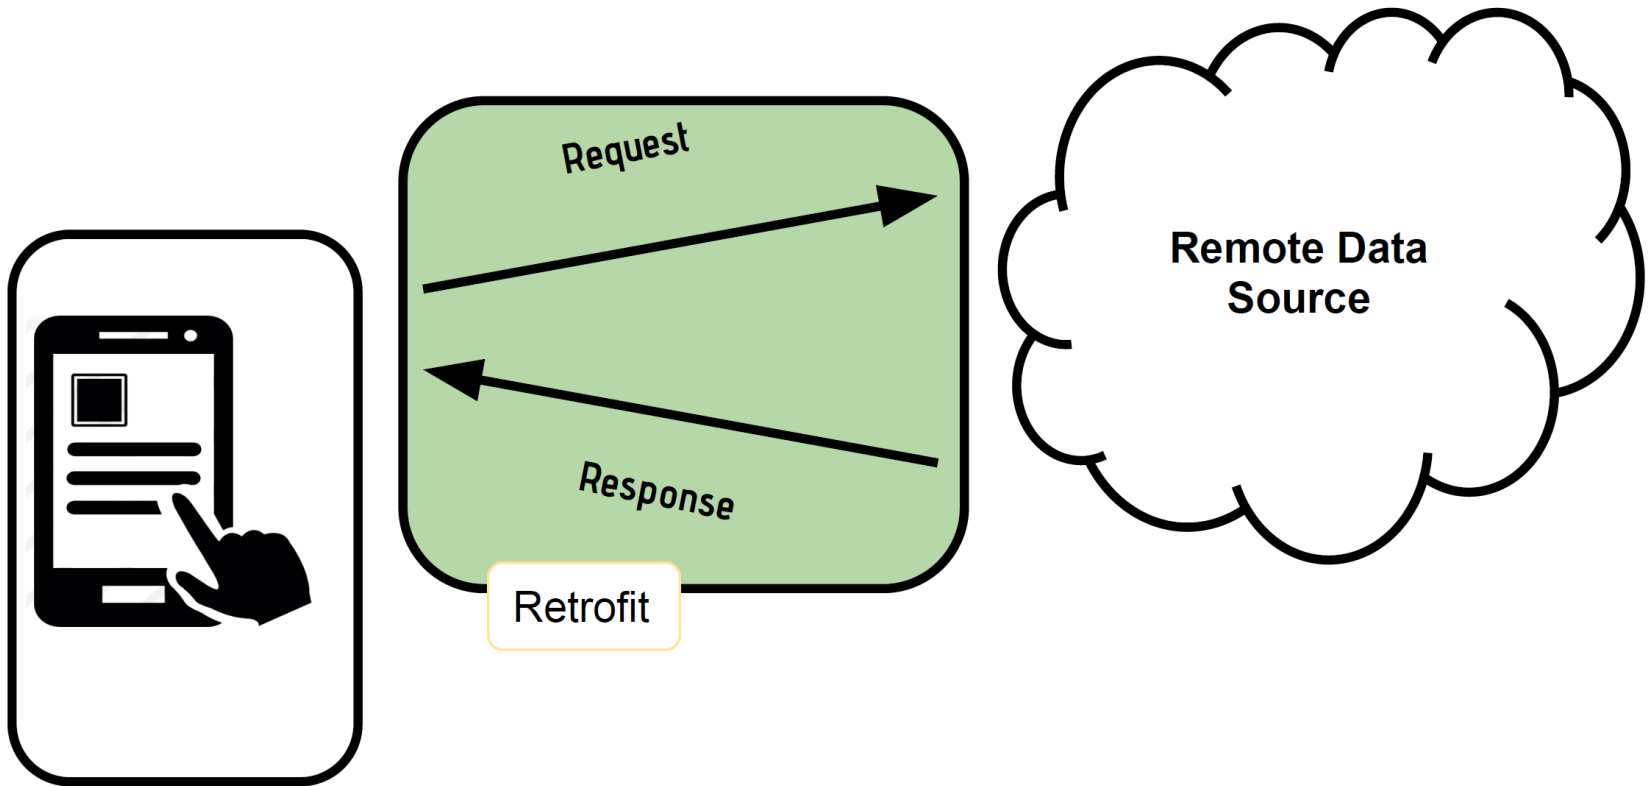 Request
Remote Data
Source
Response
Retrofit